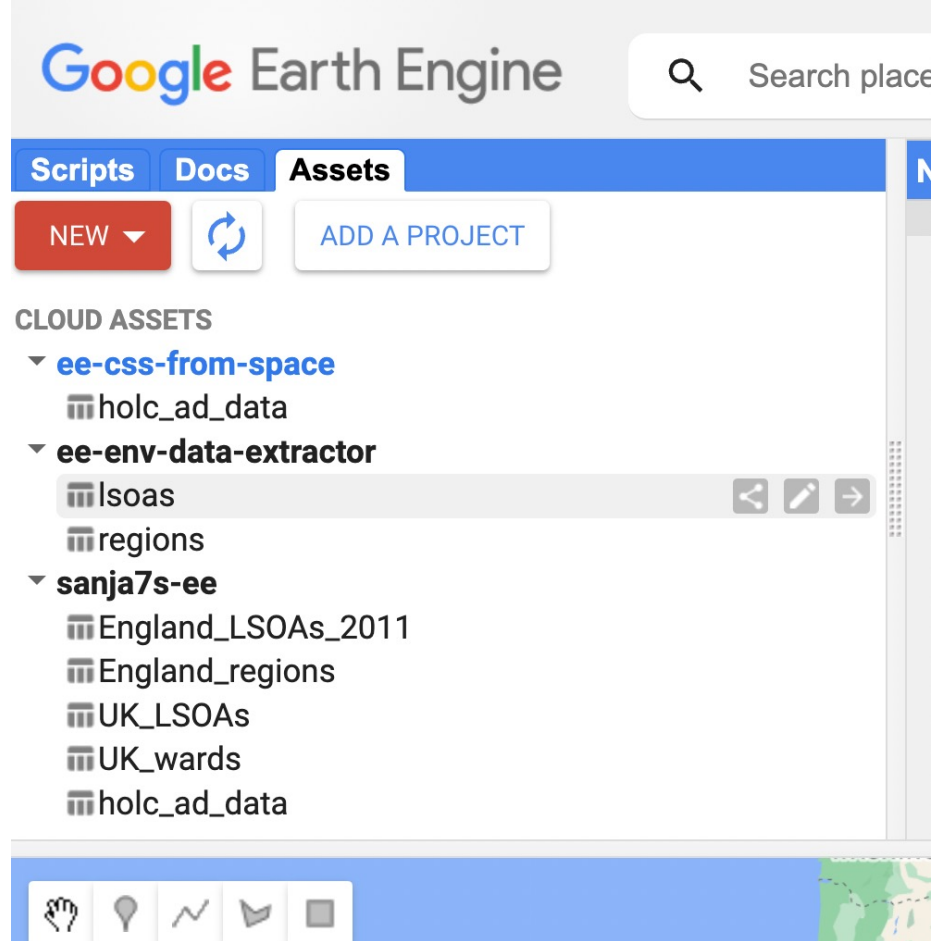 Google Earth Engine
Search place
Scripts Docs Assets
NEW
ADD A PROJECT
CLOUD ASSETS
ee-css-from-space
holc_ad_data
ee-env-data-extractor
lsoas
regions
sanja7s-ee
England_LSOAs_2011
England_regions
UK_LSOAs
UK_wards
holc_ad_data